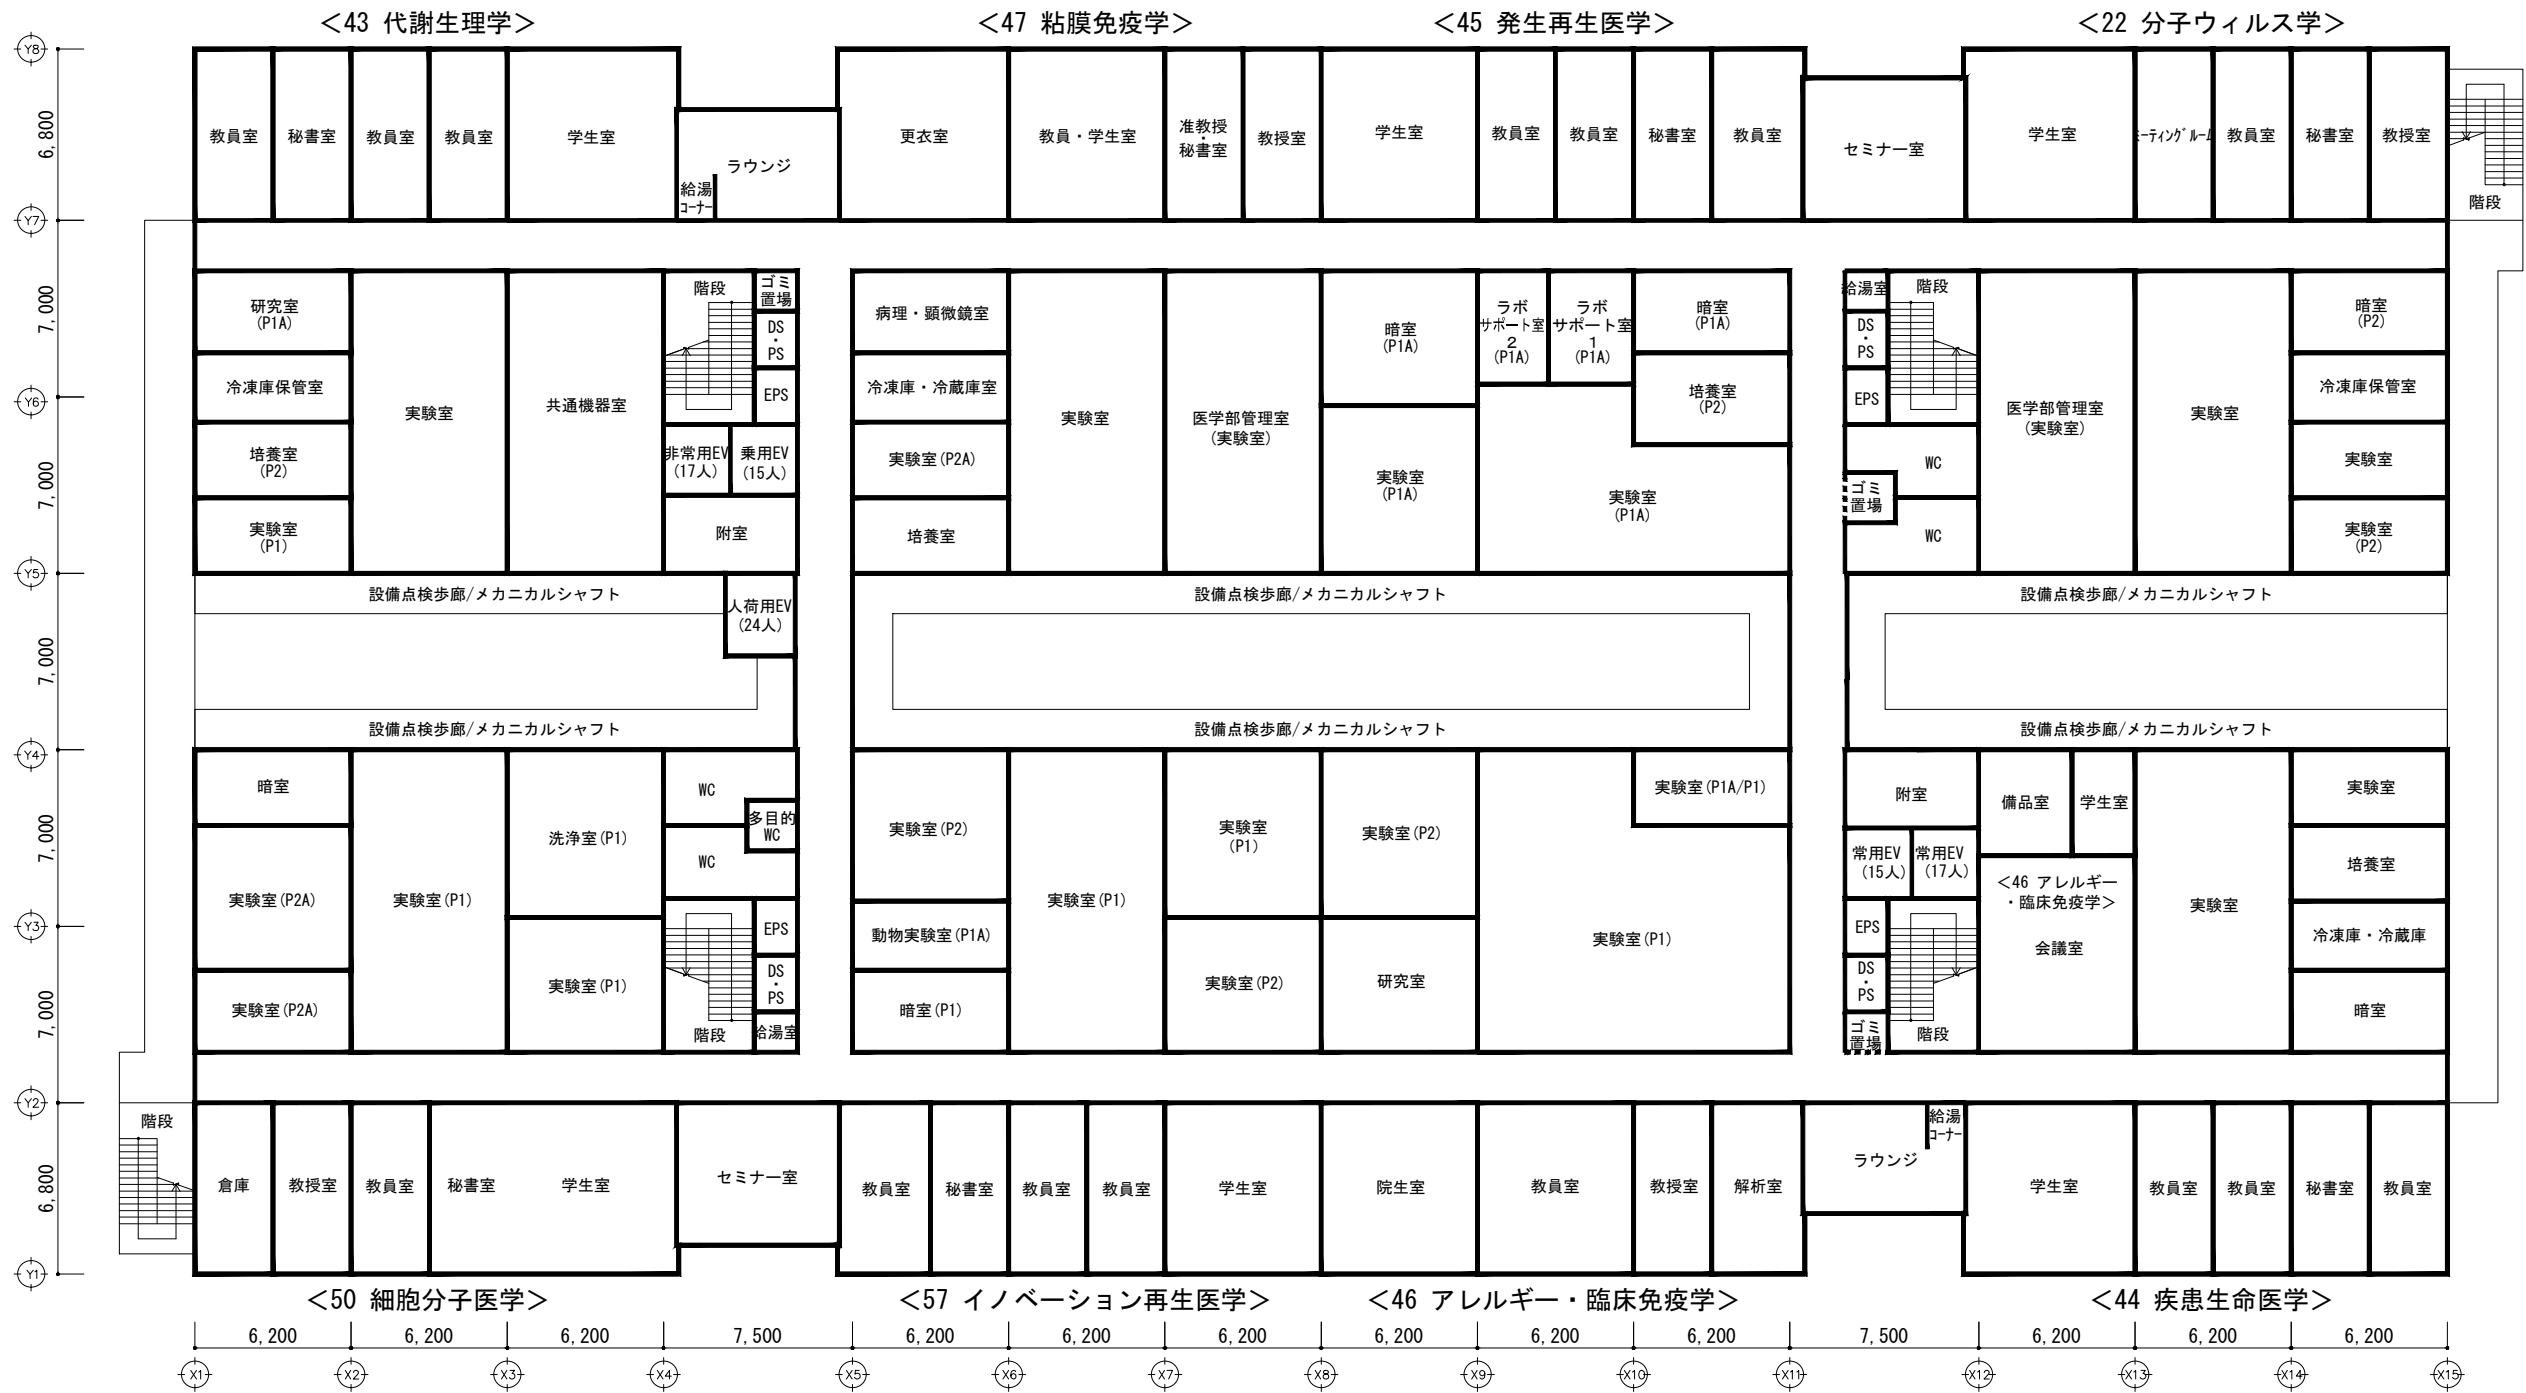 <43 代謝生理学>
<47 粘膜免疫学>
<45 発生再生医学>
<22 分子ウィルス学>
Y8
6,800
教員室
秘書室
教員室
教員室
学生室
ラウンジ
給湯
コーナー
更衣室
教員・学生室
准教授
・
秘書室
教授室
学生室
教員室
教員室
秘書室
教員室
セミナー室
学生室
ミーティングルーム
教員室
秘書室
教授室
階段
Y7
7,000
研究室
(P1A)
冷凍庫保管室
培養室
(P2)
実験室
(P1)
実験室
共通機器室
階段
ゴミ
置場
DS
・
PS
EPS
非常用EV
(17人)
乗用EV
(15人)
附室
病理・顕微鏡室
冷凍庫・冷蔵庫室
実験室(P2A)
培養室
実験室
医学部管理室
(実験室)
暗室
(P1A)
実験室
(P1A)
ラボ
サポート室
2
(P1A)
ラボ
サポート室
1
(P1A)
暗室
(P1A)
培養室
(P2)
実験室
(P1A)
給湯室
DS
・
PS
EPS
階段
WC
ゴミ
置場
WC
医学部管理室
(実験室)
実験室
暗室
(P2)
冷凍庫保管室
実験室
実験室
(P2)
Y6
7,000
Y5
設備点検歩廊/メカニカルシャフト
人荷用EV
(24人)
設備点検歩廊/メカニカルシャフト
設備点検歩廊/メカニカルシャフト
7,000
設備点検歩廊/メカニカルシャフト
設備点検歩廊/メカニカルシャフト
設備点検歩廊/メカニカルシャフト
Y4
7,000
暗室
実験室(P2A)
実験室(P2A)
実験室(P1)
洗浄室(P1)
実験室(P1)
WC
多目的
WC
WC
EPS
DS
・
PS
給湯室
階段
実験室(P2)
動物実験室(P1A)
暗室(P1)
実験室(P1)
実験室
(P1)
実験室(P2)
実験室(P2)
研究室
実験室(P1A/P1)
実験室(P1)
附室
常用EV
(15人)
常用EV
(17人)
EPS
DS
・
PS
ゴミ
置場
階段
備品室
学生室
<46 アレルギー
・臨床免疫学>
会議室
実験室
実験室
培養室
冷凍庫・冷蔵庫
暗室
Y3
7,000
Y2
6,800
階段
倉庫
教授室
教員室
秘書室
学生室
セミナー室
教員室
秘書室
教員室
教員室
学生室
院生室
教員室
教授室
解析室
ラウンジ
給湯
コーナー
学生室
教員室
教員室
秘書室
教員室
Y1
<50 細胞分子医学>
<57 イノベーション再生医学>
<46 アレルギー・臨床免疫学>
<44 疾患生命医学>
6,200
6,200
6,200
7,500
6,200
6,200
6,200
6,200
6,200
6,200
7,500
6,200
6,200
6,200
X1
X2
X3
X4
X5
X6
X7
X8
X9
X10
X11
X12
X13
X14
X15